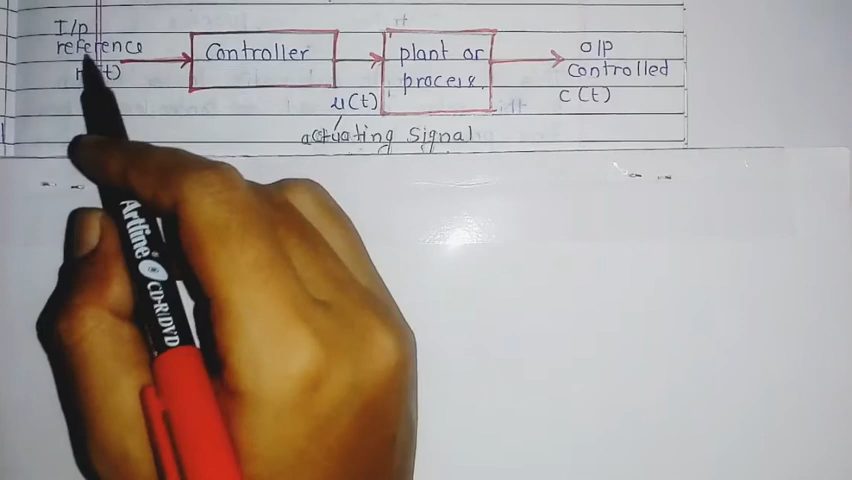 I/p
reference
r(t)
Controller
plant or
process.
O/P
Controlled
C(t)
u(t)
actuating Signal
Artline CD-R/DVD